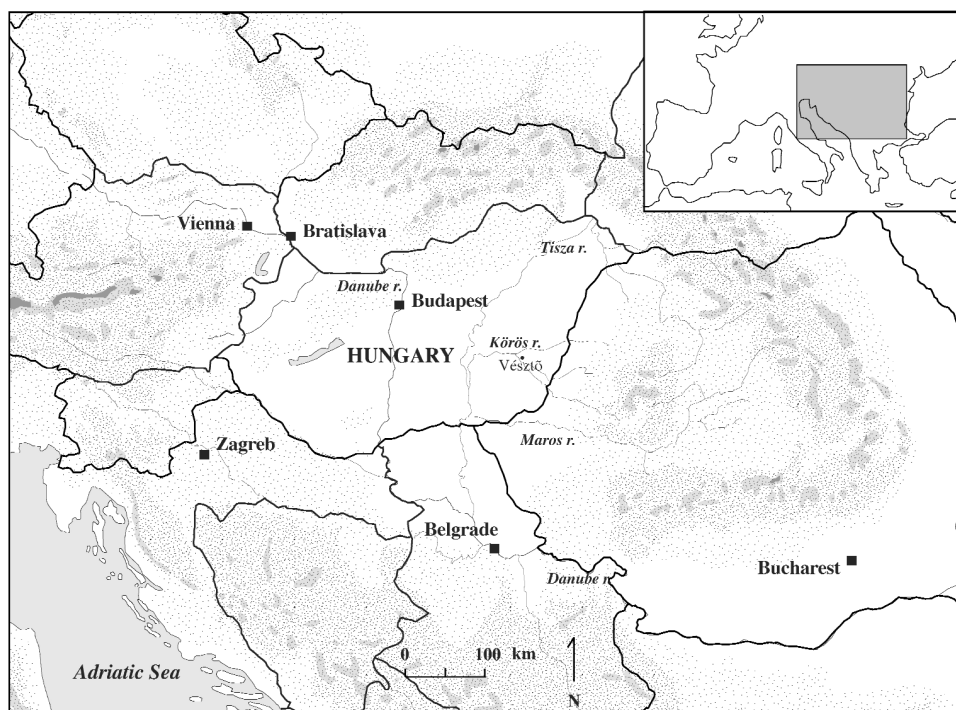 Vienna
Bratislava
Tisza r.
Danube r.
Budapest
Körös r.
HUNGARY
Vésztő
Maros r.
Zagreb
Belgrade
Bucharest
Danube r.
0 100 km
Adriatic Sea
N